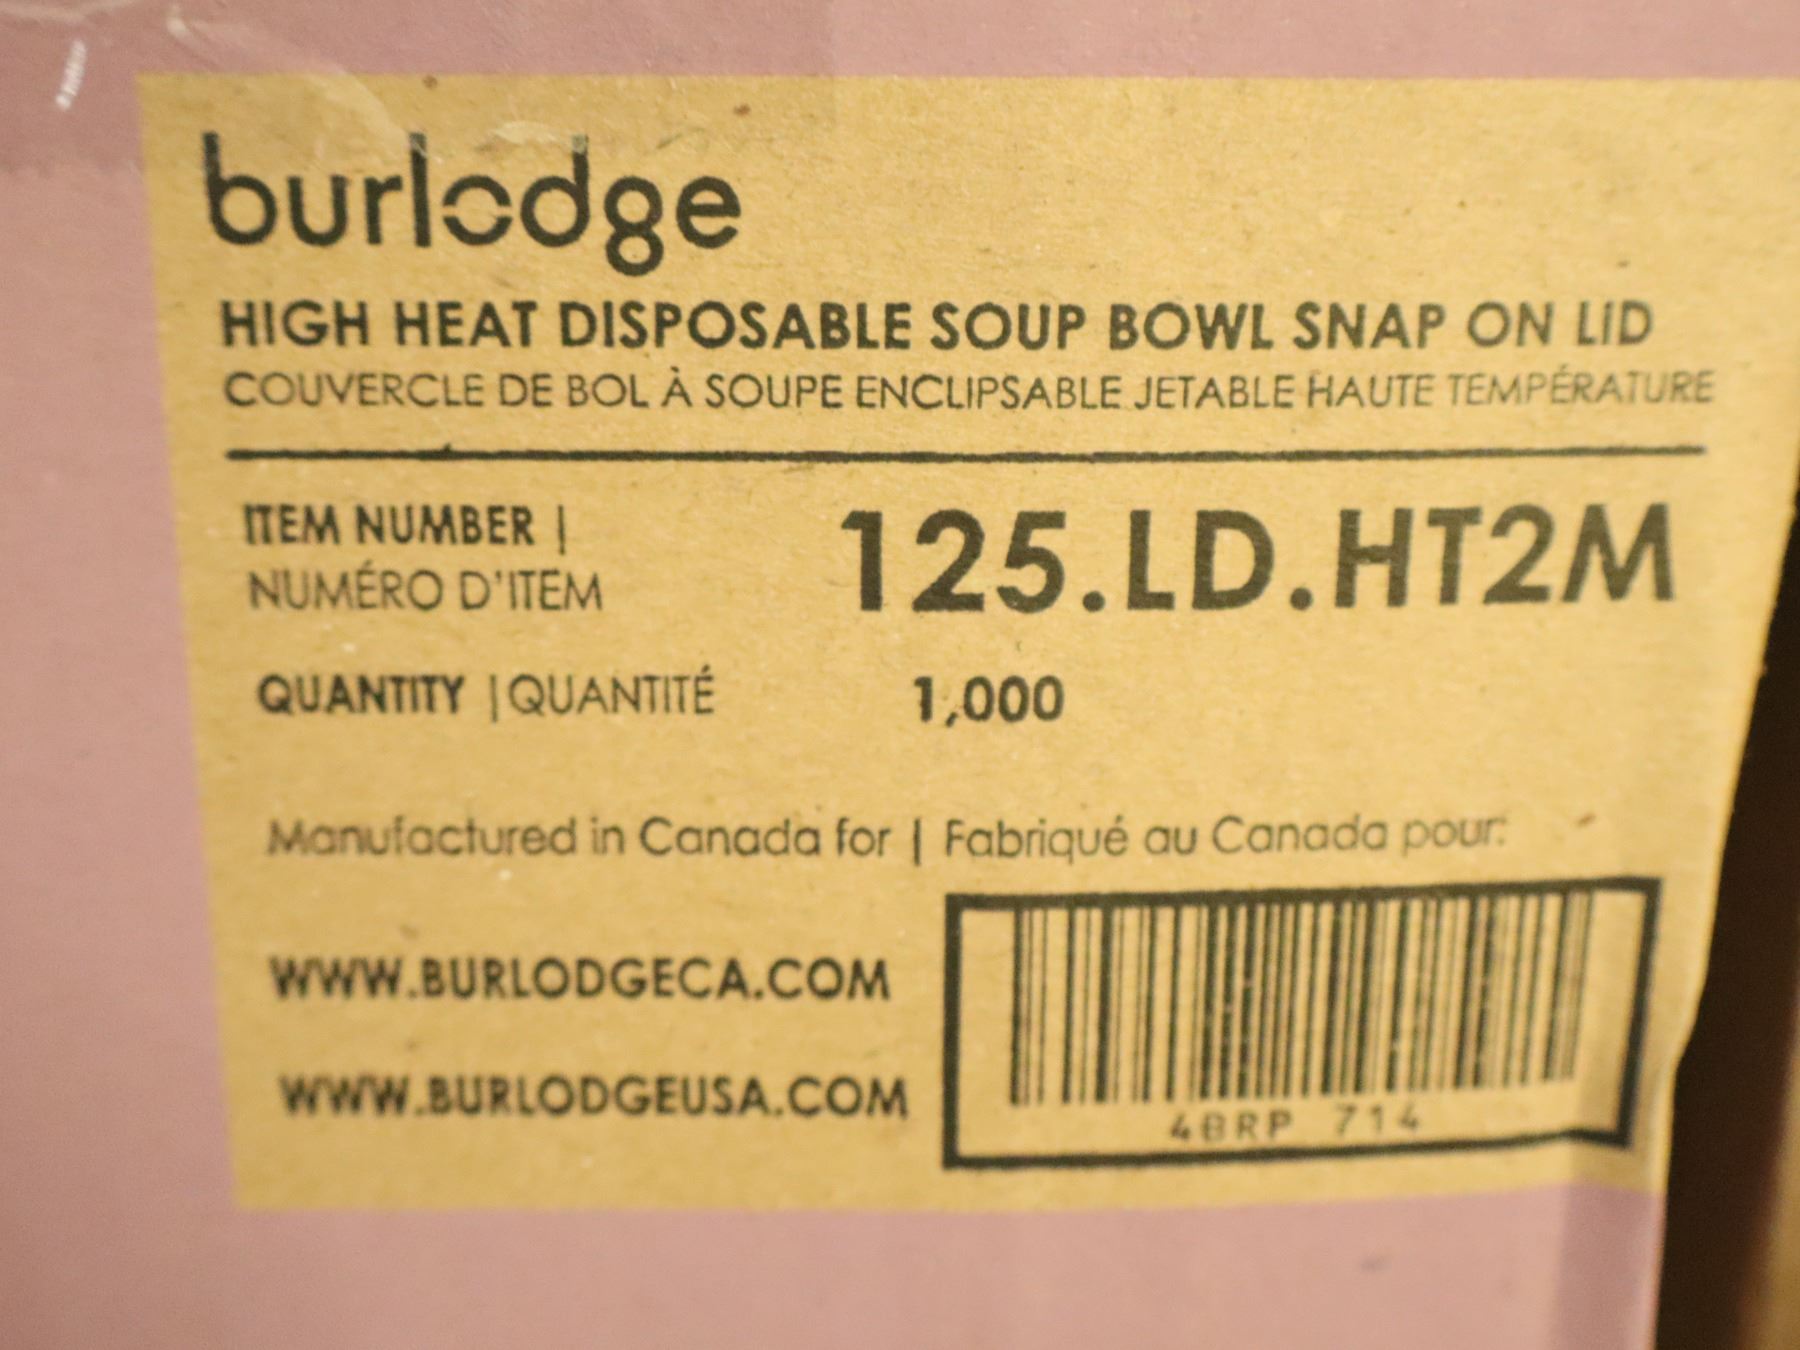 burlodge
HIGH HEAT DISPOSABLE SOUP BOWL SNAP ON LID
COUVERCLE DE BOL À SOUPE ENCLIPSABLE JETABLE HAUTE TEMPÉRATURE
ITEM NUMBER | 125.LD.HT2M
NUMÉRO D'ITEM
QUANTITY | QUANTITÉ 1,000
Manufactured in Canada for | Fabriqué au Canada pour:
WWW.BURLODGECA.COM
WWW.BURLODGEUSA.COM
4BRP 714